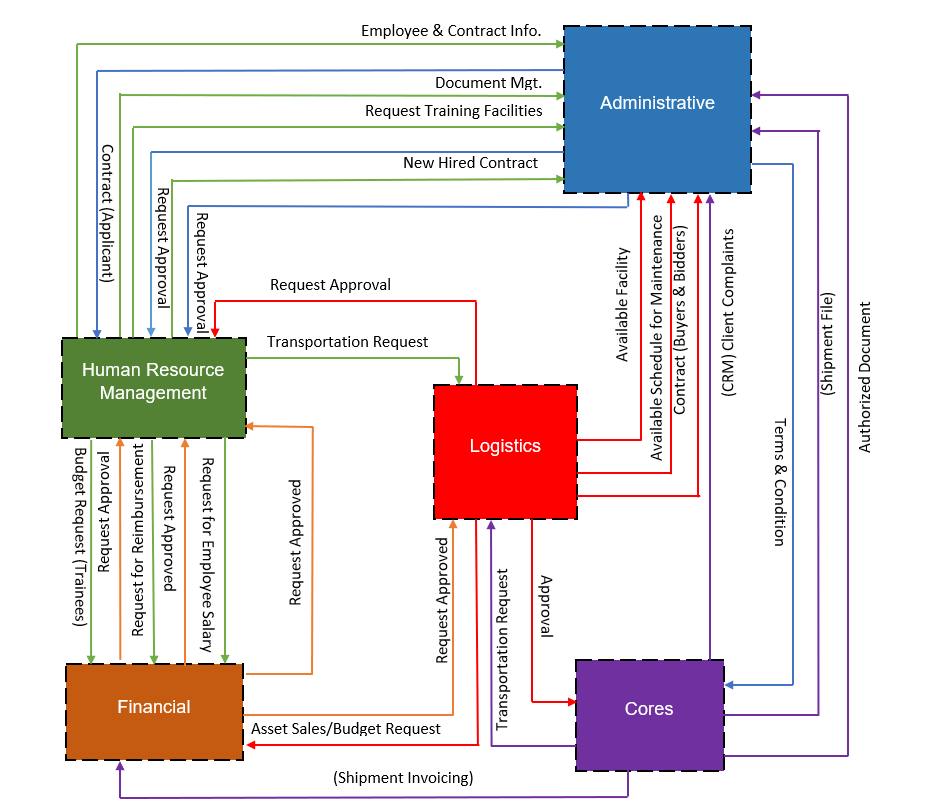 Employee & Contract Info.
Administrative
Document Mgt.
Request Training Facilities
New Hired Contract
Contract (Applicant)
Request Approval
Request Approval
Available Facility
Available Schedule for Maintenance
Contract (Buyers & Bidders)
(CRM) Client Complaints
(Shipment File)
Authorized Document
Request Approval
Transportation Request
Human Resource
Management
Logistics
Terms & Condition
Budget Request (Trainees)
Request Approval
Request for Reimbursement
Request Approved
Request for Employee Salary
Request Approved
Request Approved
Transportation Request
Approval
Financial
Cores
Asset Sales/Budget Request
(Shipment Invoicing)